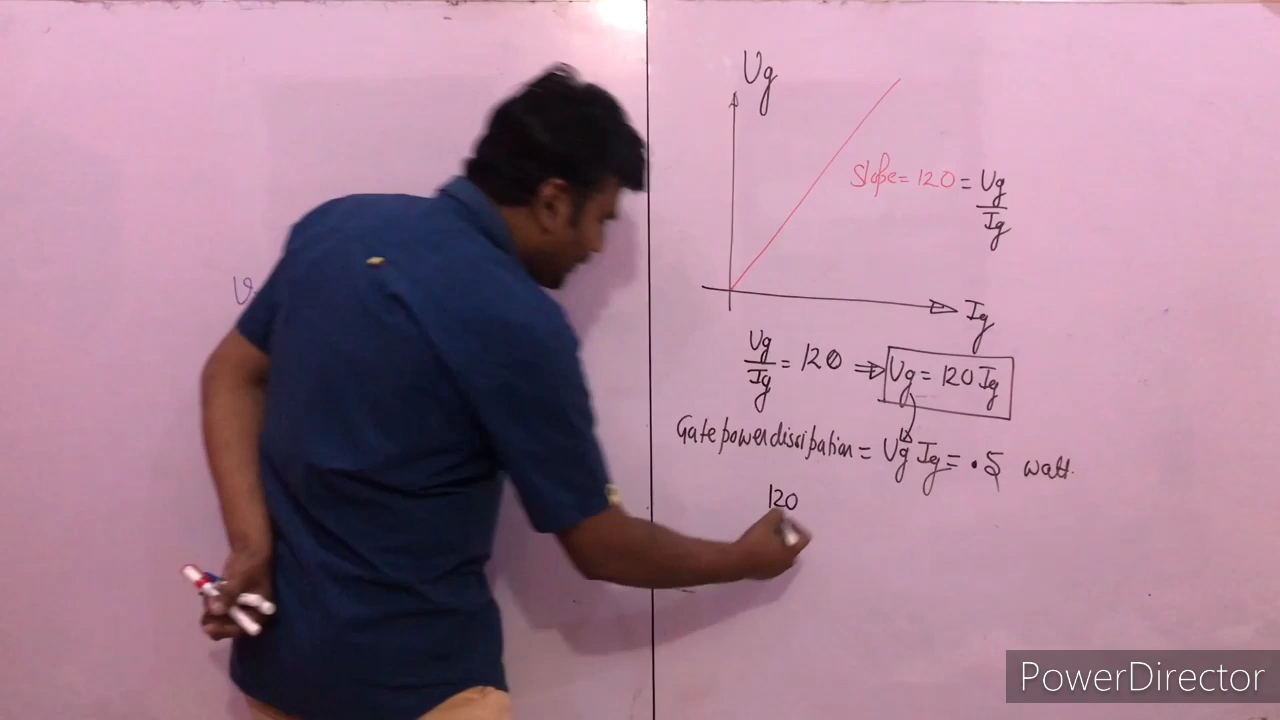 Vg
Slope = 120 = Vg/Ig
Ig
Vg/Ig = 120 ⇒ Vg = 120 Ig
Gate power dissipation = Vg Ig = .5 watt
120
PowerDirector